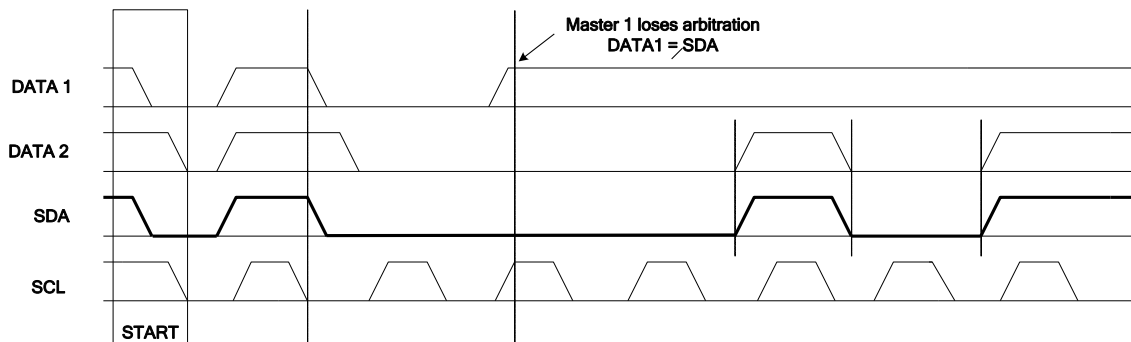 Master 1 loses arbitration
DATA1 ≠ SDA
DATA 1
DATA 2
SDA
SCL
START